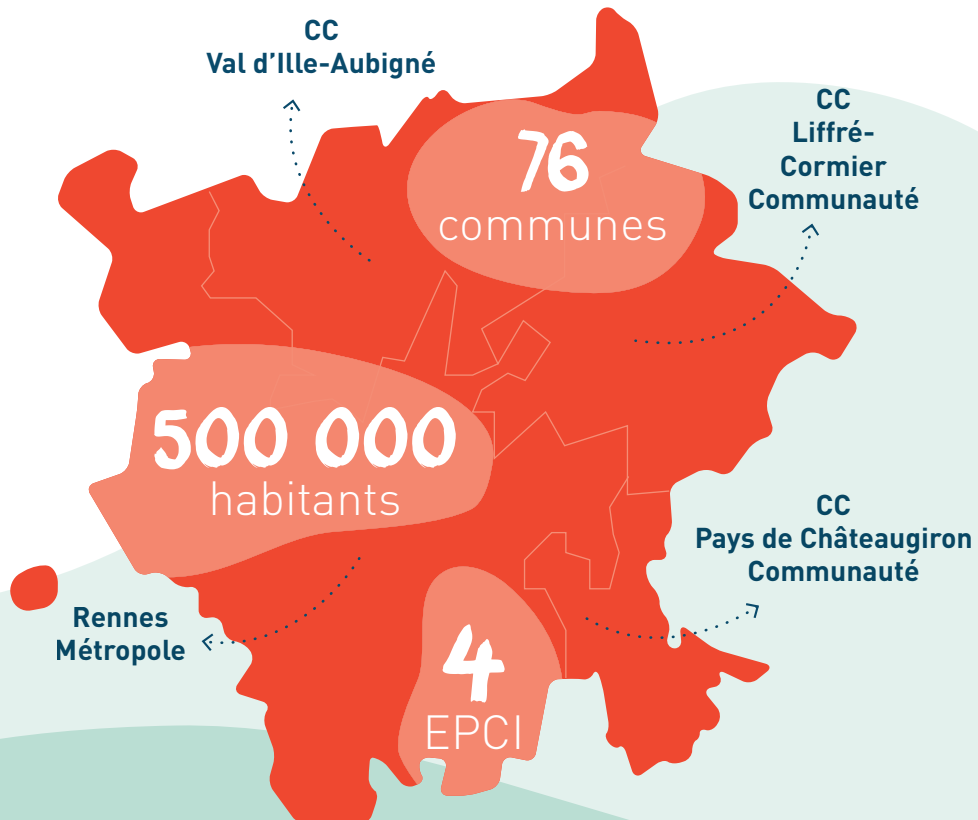 CC
Val d'Ille-Aubigné
CC
Liffré-
Cormier
Communauté
76
communes
500 000
habitants
CC
Pays de Châteaugiron
Communauté
Rennes
Métropole
4
EPCI